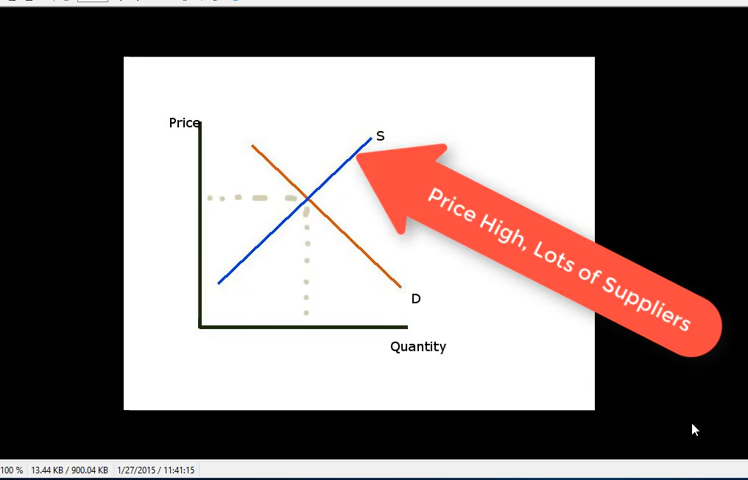 Price
S
Price High, Lots of Suppliers
D
Quantity
100 % 13.44 KB / 900.04 KB 1/27/2015 / 11:41:15